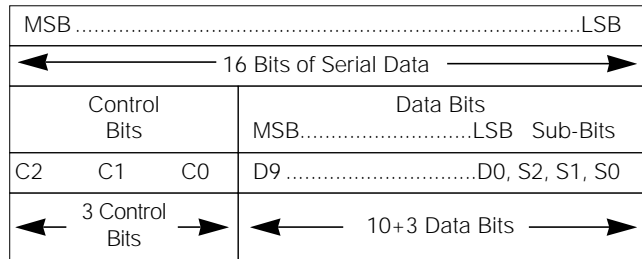 MSB ........................................................................................LSB
16 Bits of Serial Data
Control
Bits
Data Bits
MSB............................LSB Sub-Bits
C2 C1 C0
D9 ................................D0, S2, S1, S0
3 Control
Bits
10+3 Data Bits